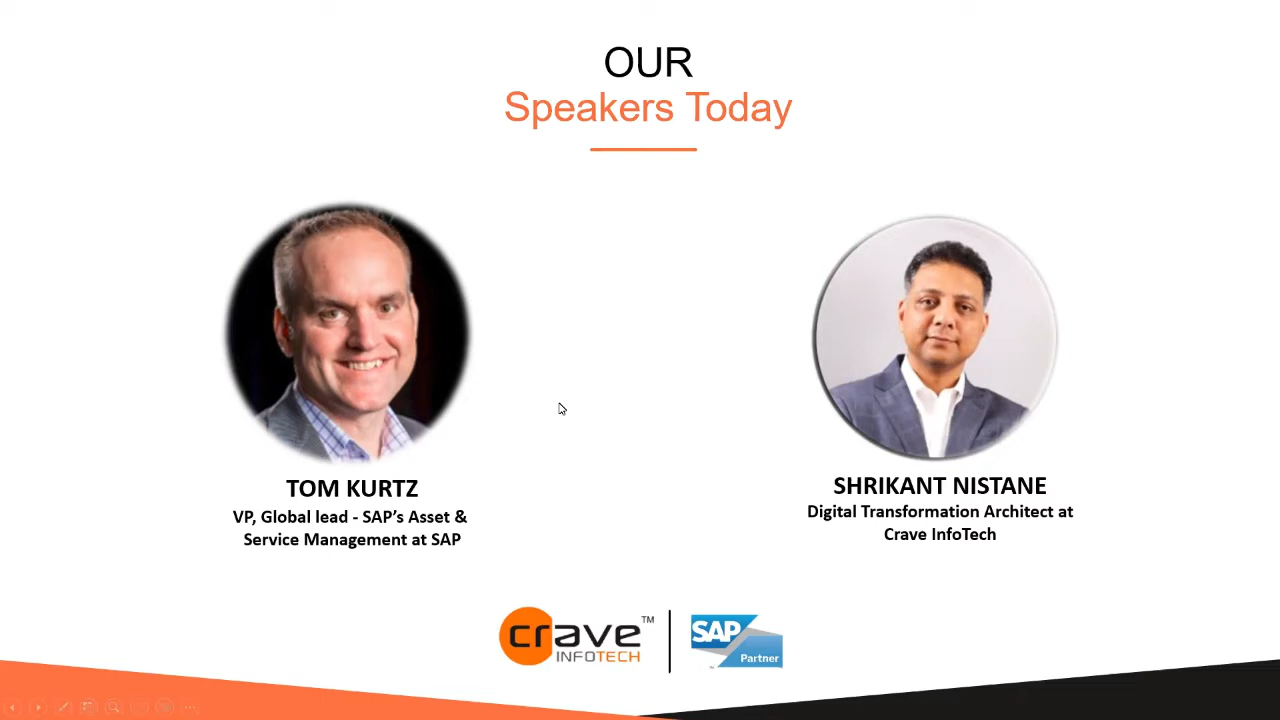 OUR
Speakers Today
TOM KURTZ
VP, Global lead - SAP's Asset &
Service Management at SAP
SHRIKANT NISTANE
Digital Transformation Architect at
Crave InfoTech
crave™
INFOTECH
SAP
Partner